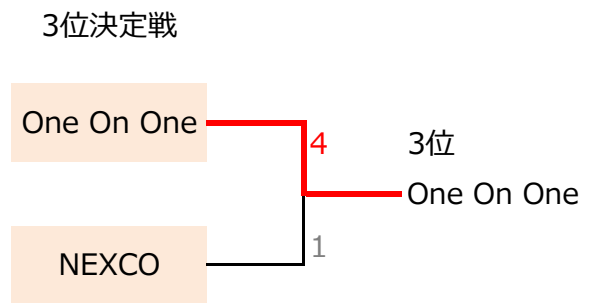 3位決定戦
One On One
4
3位
One On One
NEXCO
1